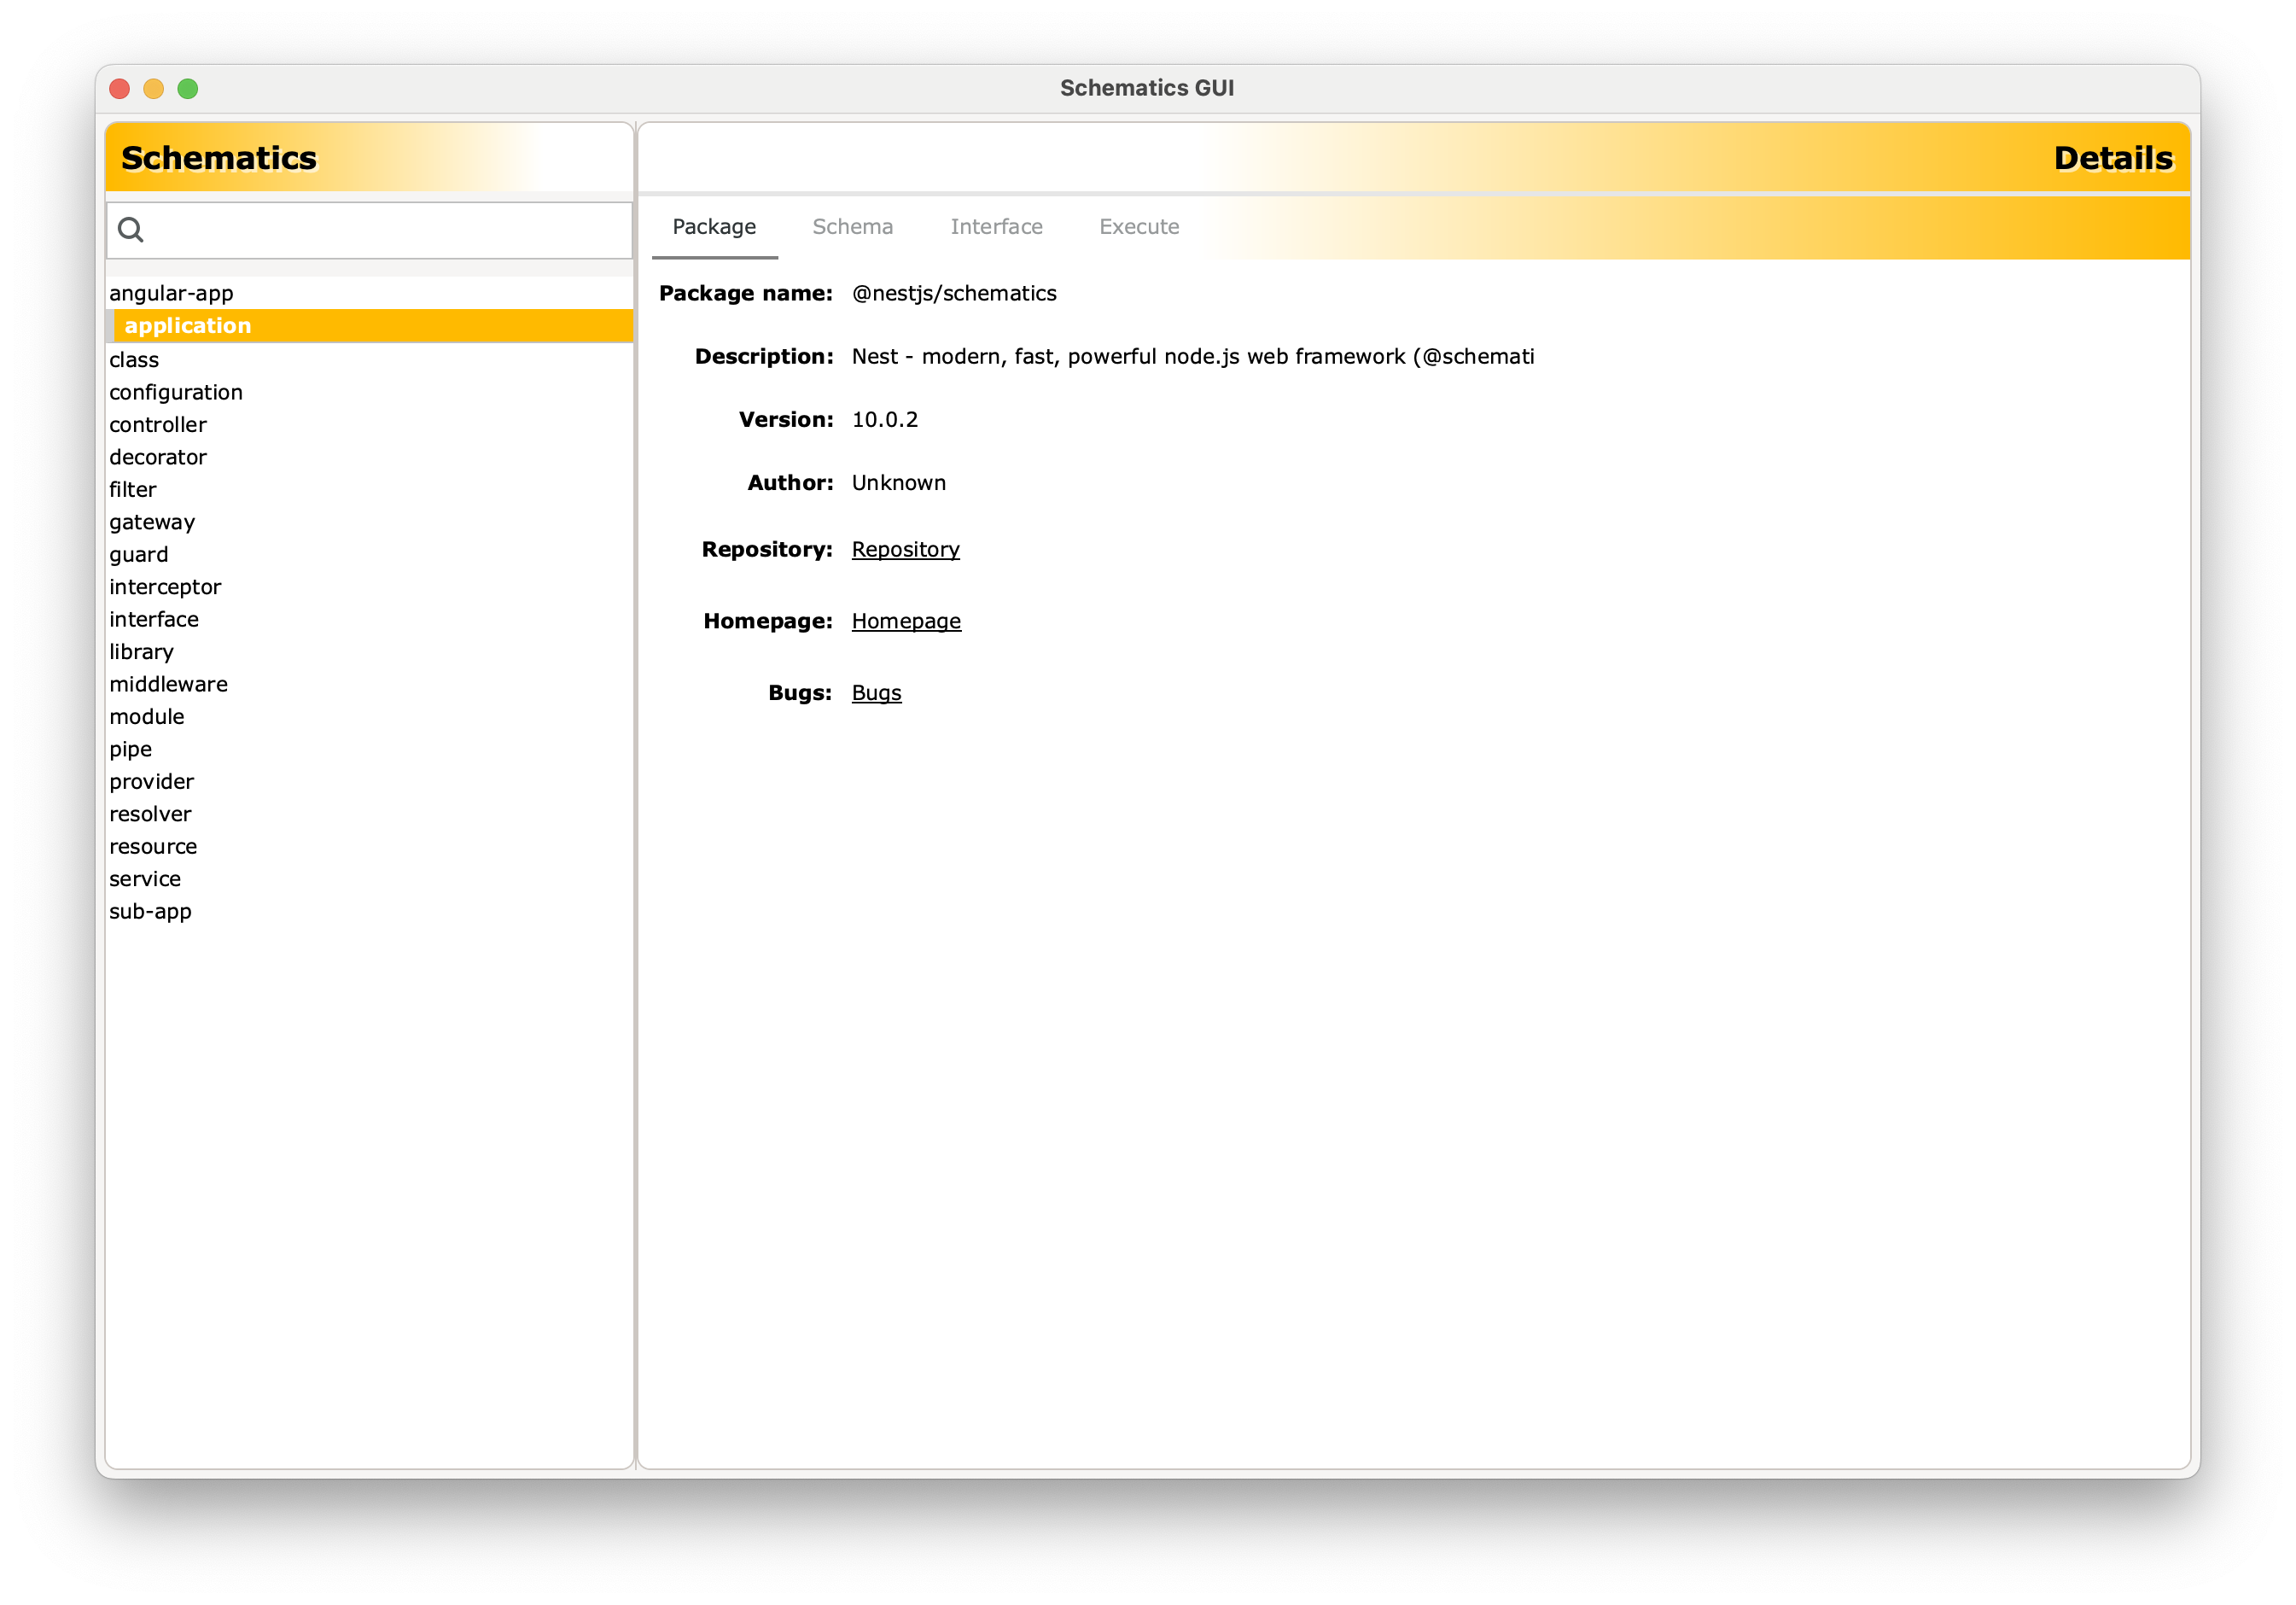 Schematics GUI
Schematics
Details
Package Schema Interface Execute
angular-app
application
class
configuration
controller
decorator
filter
gateway
guard
interceptor
interface
library
middleware
module
pipe
provider
resolver
resource
service
sub-app
Package name: @nestjs/schematics
Description: Nest - modern, fast, powerful node.js web framework (@schemati
Version: 10.0.2
Author: Unknown
Repository: Repository
Homepage: Homepage
Bugs: Bugs